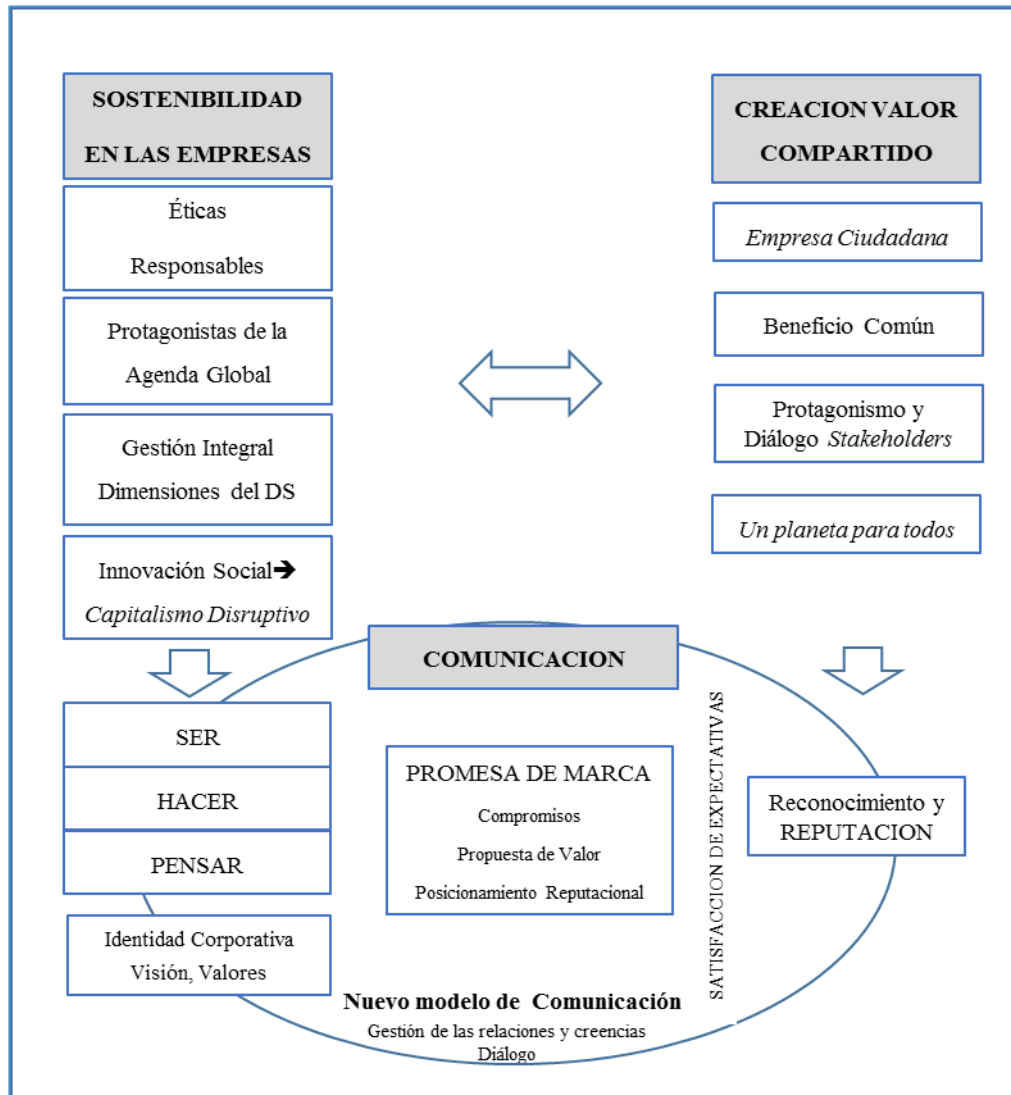 SOSTENIBILIDAD
EN LAS EMPRESAS
Éticas
Responsables
Protagonistas de la
Agenda Global
Gestión Integral
Dimensiones del DS
Innovación Social➔
Capitalismo Disruptivo
CREACION VALOR
COMPARTIDO
Empresa Ciudadana
Beneficio Común
Protagonismo y
Diálogo Stakeholders
Un planeta para todos
COMUNICACION
SER
HACER
PENSAR
Identidad Corporativa
Visión, Valores
PROMESA DE MARCA
Compromisos
Propuesta de Valor
Posicionamiento Reputacional
SATISFACCION DE EXPECTATIVAS
Reconocimiento y
REPUTACION
Nuevo modelo de Comunicación
Gestión de las relaciones y creencias
Diálogo